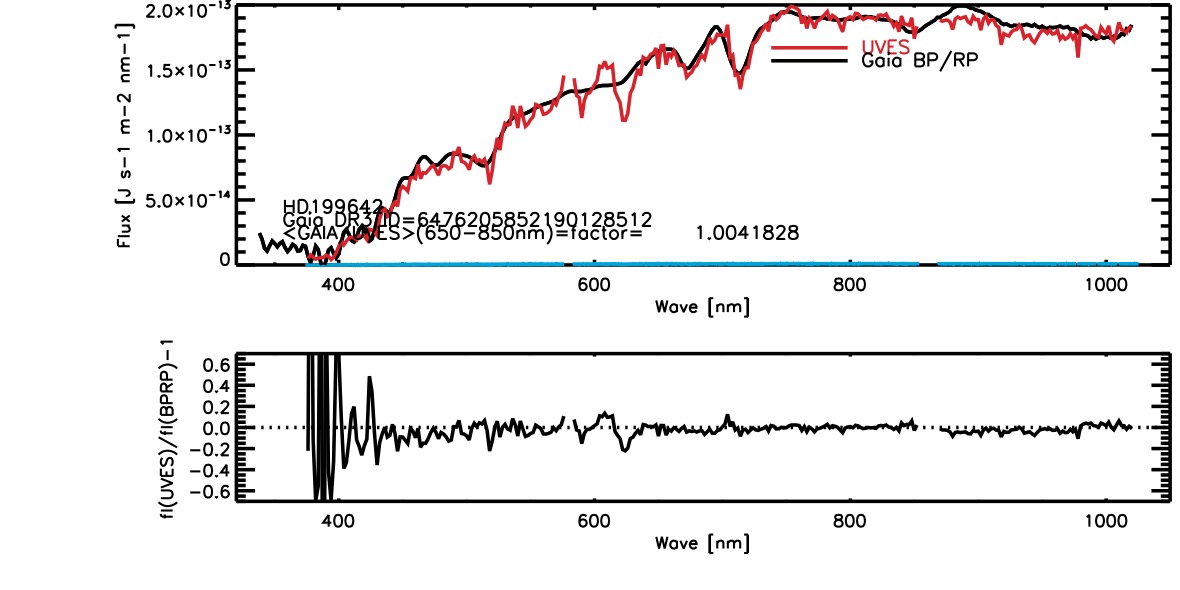 2.0×10−13
1.5×10−13
1.0×10−13
5.0×10−14
0
Flux [J s−1 m−2 nm−1]
UVES
Gaia BP/RP
HD199642
Gaia DR3 ID=6476205852190128512
<GAIA/UVES>(650−850nm)=factor= 1.0041828
400 600 800 1000
Wave [nm]
fl(UVES)/fl(BPRP)−1
0.6
0.4
0.2
0.0
−0.2
−0.4
−0.6
400 600 800 1000
Wave [nm]